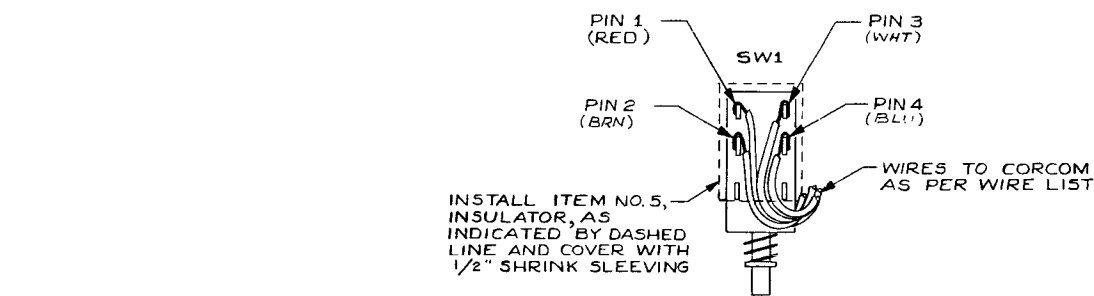 PIN 1
(RED)
PIN 3
(WHT)
SW1
PIN 2
(BRN)
PIN 4
(BLU)
WIRES TO CORCOM
AS PER WIRE LIST
INSTALL ITEM NO. 5,
INSULATOR, AS
INDICATED BY DASHED
LINE AND COVER WITH
1/2" SHRINK SLEEVING